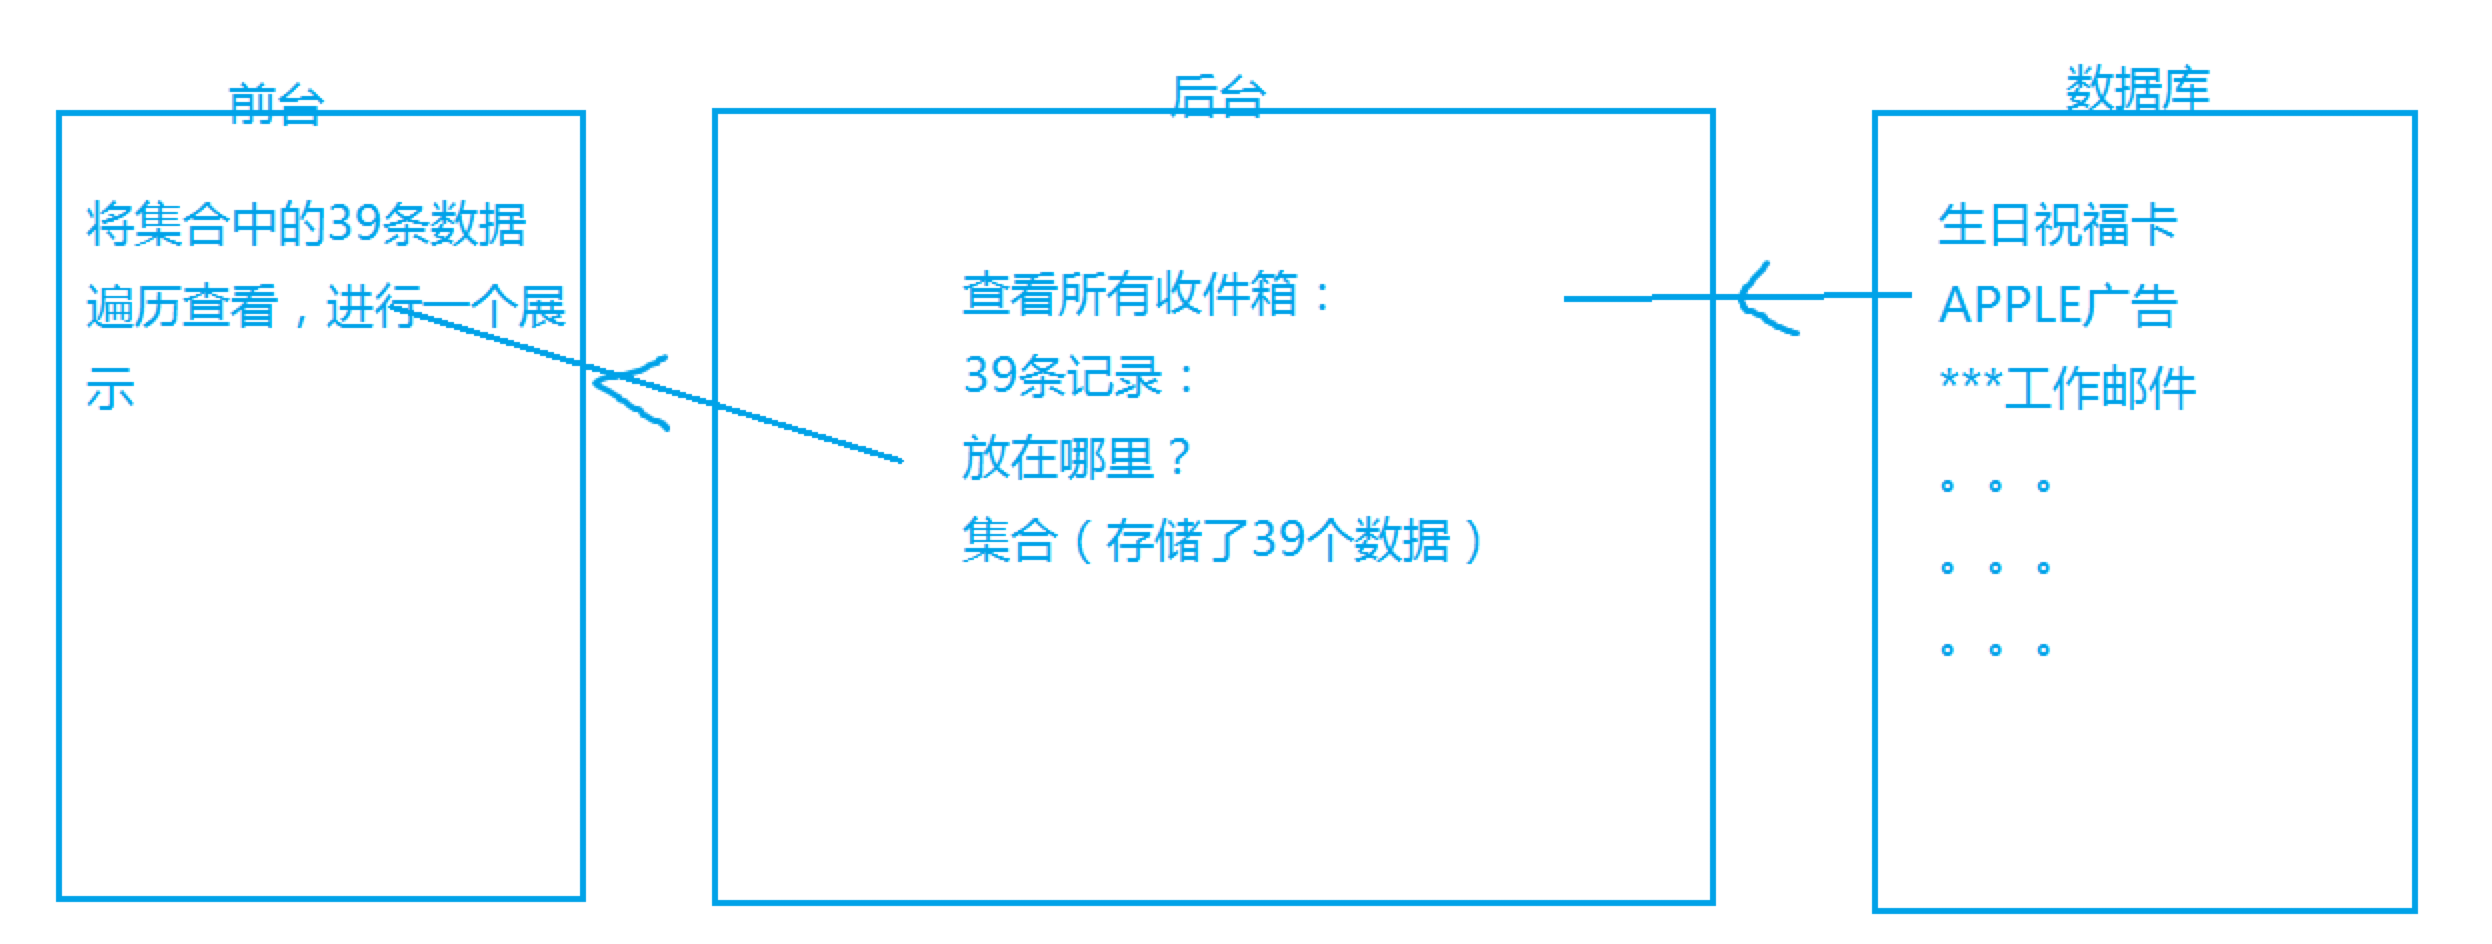 前台
将集合中的39条数据
遍历查看，进行一个展
示
后台
查看所有收件箱：
39条记录：
放在哪里？
集合（存储了39个数据）
数据库
生日祝福卡
APPLE广告
***工作邮件
。。。
。。。
。。。